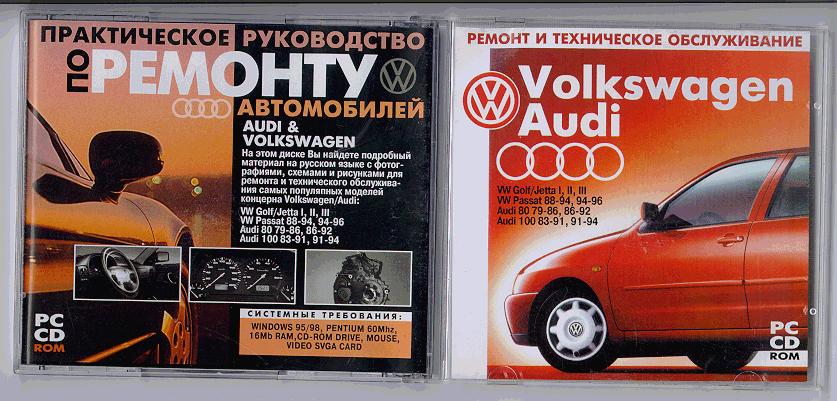 ПРАКТИЧЕСКОЕ РУКОВОДСТВО
ПО РЕМОНТУ
АВТОМОБИЛЕЙ
AUDI &
VOLKSWAGEN
На этом диске Вы найдете подробный
материал на русском языке с фотог-
рафиями, схемами и рисунками для
ремонта и технического обслужива-
ния самых популяпных моделей
концерна Volkswagen/Audi:
VW Golf/Jetta I, II, III
VW Passat 88-94, 94-96
Audi 80 79-86, 86-92
Audi 100 83-91, 91-94
СИСТЕМНЫЕ ТРЕБОВАНИЯ:
WINDOWS 95/98, PENTIUM 60Mhz,
16Mb RAM,CD-ROM DRIVE, MOUSE,
VIDEO SVGA CARD
PC
CD
ROM
РЕМОНТ И ТЕХНИЧЕСКОЕ ОБСЛУЖИВАНИЕ
Volkswagen
Audi
VW Golf/Jetta I, II, III
VW Passat 88-94, 94-96
Audi 80 79-86, 86-92
Audi 100 83-91, 91-94
PC
CD
ROM